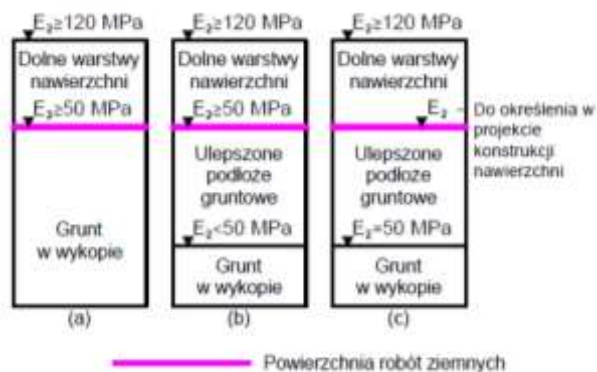 E₂≥120 MPa
Dolne warstwy
nawierzchni
E₂≥50 MPa
Grunt
w wykopie
(a)
E₂≥120 MPa
Dolne warstwy
nawierzchni
E₂≥50 MPa
Ulepszone
podłoże
gruntowe
E₂<50 MPa
Grunt
w wykopie
(b)
E₂≥120 MPa
Dolne warstwy
nawierzchni
E₂ - Do określenia w
projekcie
konstrukcji
nawierzchni
Ulepszone
podłoże
gruntowe
E₂=50 MPa
Grunt
w wykopie
(c)
Powierzchnia robót ziemnych